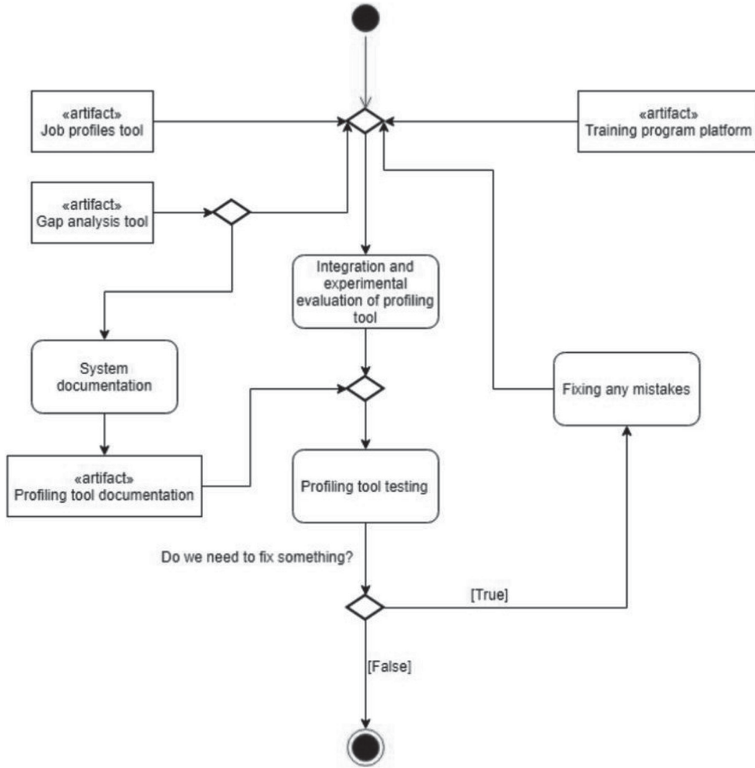 «artifact»
Job profiles tool
«artifact»
Training program platform
«artifact»
Gap analysis tool
Integration and
experimental
evaluation of profiling
tool
System
documentation
Fixing any mistakes
«artifact»
Profiling tool documentation
Profiling tool testing
Do we need to fix something?
[True]
[False]